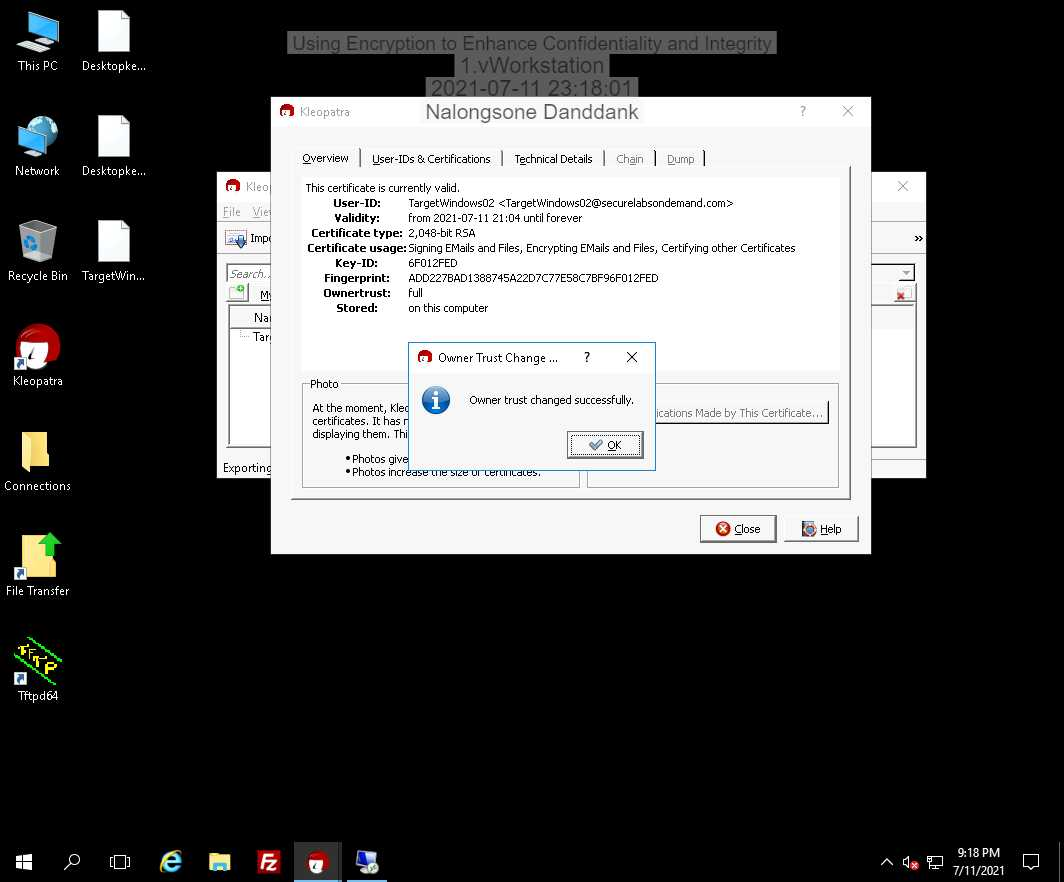 This PC
Desktopke...
Using Encryption to Enhance Confidentiality and Integrity
1.vWorkstation
2021-07-11 23:18:01
Nalongsone Danddank
Kleopatra
?
Network
Desktopke...
Overview
User-IDs & Certifications
Technical Details
Chain
Dump
Kleo
File
View
Impo
»
This certificate is currently valid.
User-ID: TargetWindows02 <TargetWindows02@securelabsondemand.com>
Validity: from 2021-07-11 21:04 until forever
Certificate type: 2,048-bit RSA
Certificate usage: Signing EMails and Files, Encrypting EMails and Files, Certifying other Certificates
Key-ID: 6F012FED
Fingerprint: ADD227BAD1388745A22D7C77E58C7BF96F012FED
Ownertrust: full
Stored: on this computer
Recycle Bin
TargetWin...
Search...
My
Na
Tar
Owner Trust Change ...
?
Owner trust changed successfully.
OK
Kleopatra
Photo
At the moment, Kleo
certificates. It has n
displaying them. Thi
•Photos give
•Photos increase the size of certificates.
ications Made by This Certificate...
Exporting
Connections
Close
Help
File Transfer
TFTP
Tftpd64
9:18 PM
7/11/2021